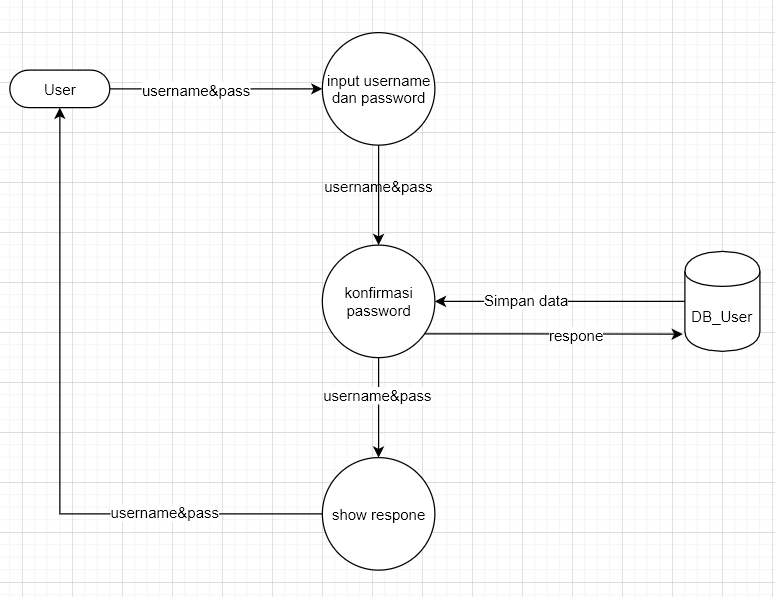 User
username&pass
input username
dan password
username&pass
konfirmasi
password
Simpan data
DB_User
respone
username&pass
username&pass
show respone